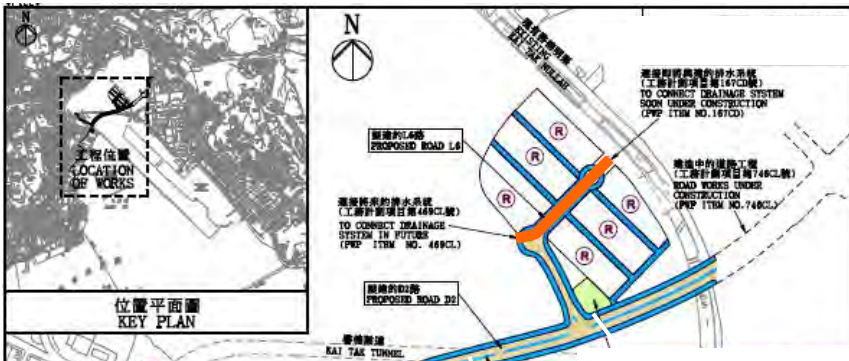 N
工程位置
LOCATION
OF WORKS
位置平面圖
KEY PLAN
N
EXISTING
KAI TAK NULLAH
擬建的L6路
PROPOSED ROAD L6
連接將來的排水系統
(工務計劃項目第469CL號)
TO CONNECT DRAINAGE
SYSTEM IN FUTURE
(PWP ITEM NO. 469CL)
擬建的D2路
PROPOSED ROAD D2
KAI TAK TUNNEL
R
R
R
R
R
R
R
R
連接即將興建的排水系統
(工務計劃項目第167CD號)
TO CONNECT DRAINAGE SYSTEM
SOON UNDER CONSTRUCTION
(PWP ITEM NO.167CD)
建造中的道路工程
(工務計劃項目第746CL號)
ROAD WORKS UNDER
CONSTRUCTION
(PWP ITEM NO.746CL)